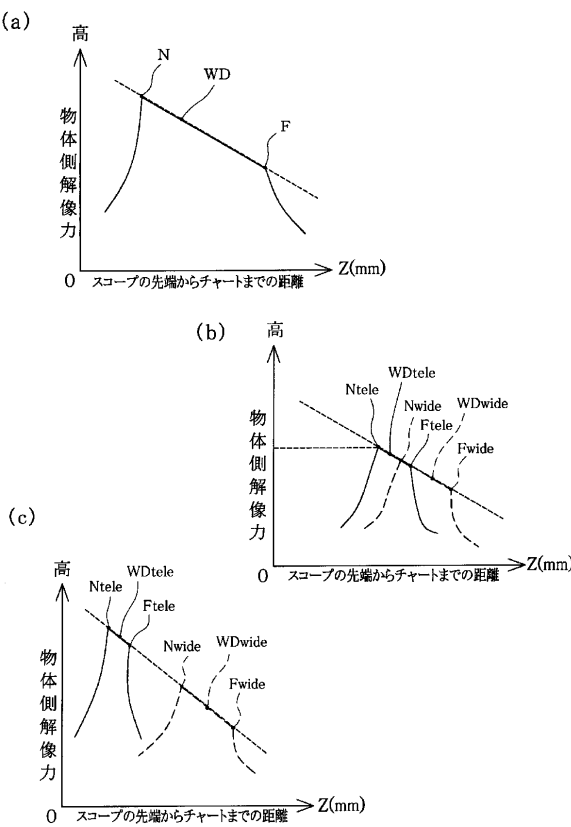 (a)
高
N
WD
F
物体側解像力
0
スコープの先端からチャートまでの距離
Z(mm)
(b)
高
WDtele
Ntele
Nwide
WDwide
Ftele
Fwide
物体側解像力
0
スコープの先端からチャートまでの距離
Z(mm)
(c)
高
WDtele
Ntele
Ftele
Nwide
WDwide
Fwide
物体側解像力
0
スコープの先端からチャートまでの距離
Z(mm)